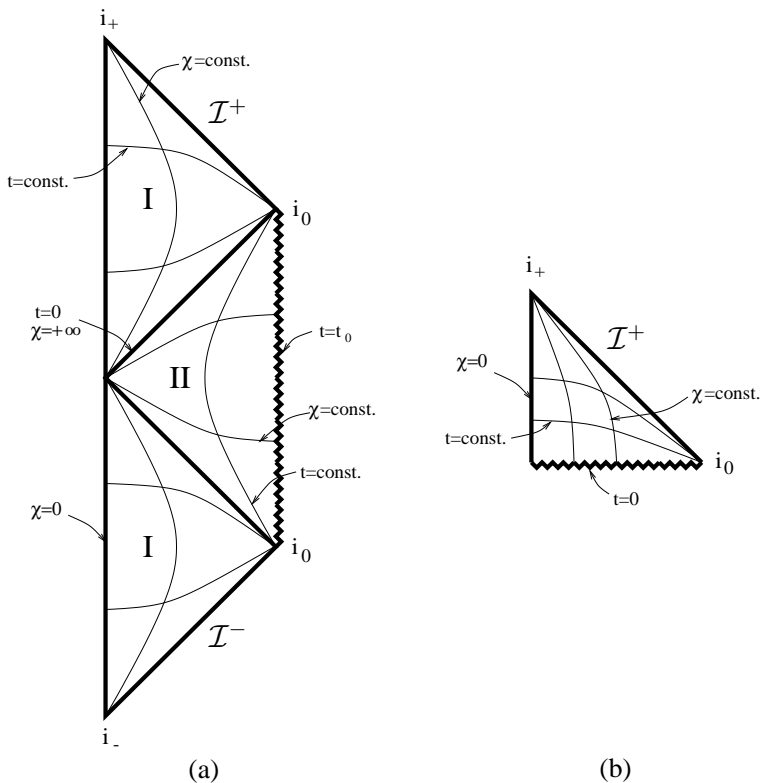 i+
χ=const.
I+
t=const.
I
i0
t=0
χ=+∞
t=t0
II
χ=const.
t=const.
χ=0
I
i0
I−
i-
(a)
i+
I+
χ=0
χ=const.
t=const.
i0
t=0
(b)